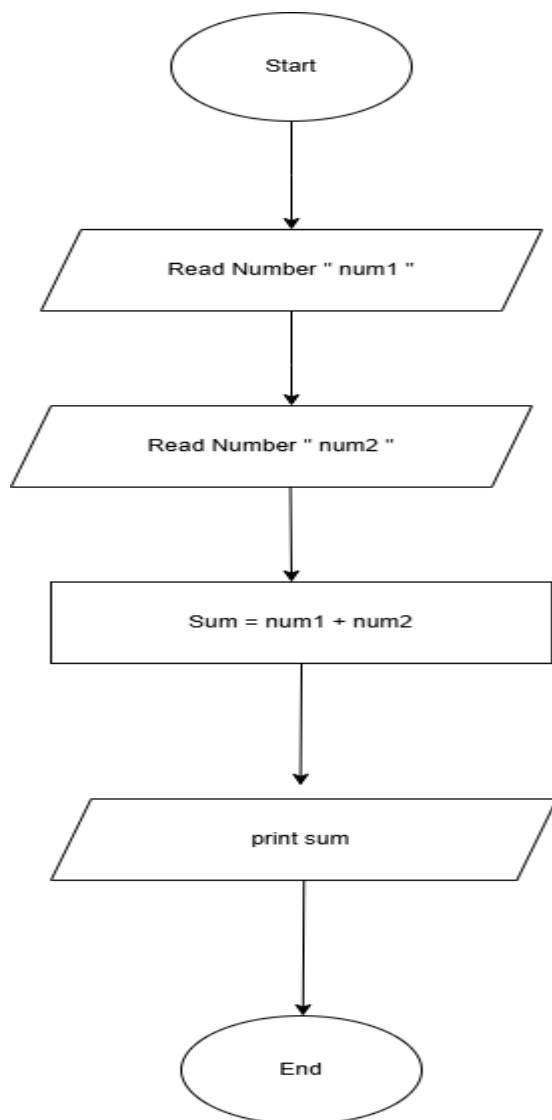 Start
Read Number " num1 "
Read Number " num2 "
Sum = num1 + num2
print sum
End